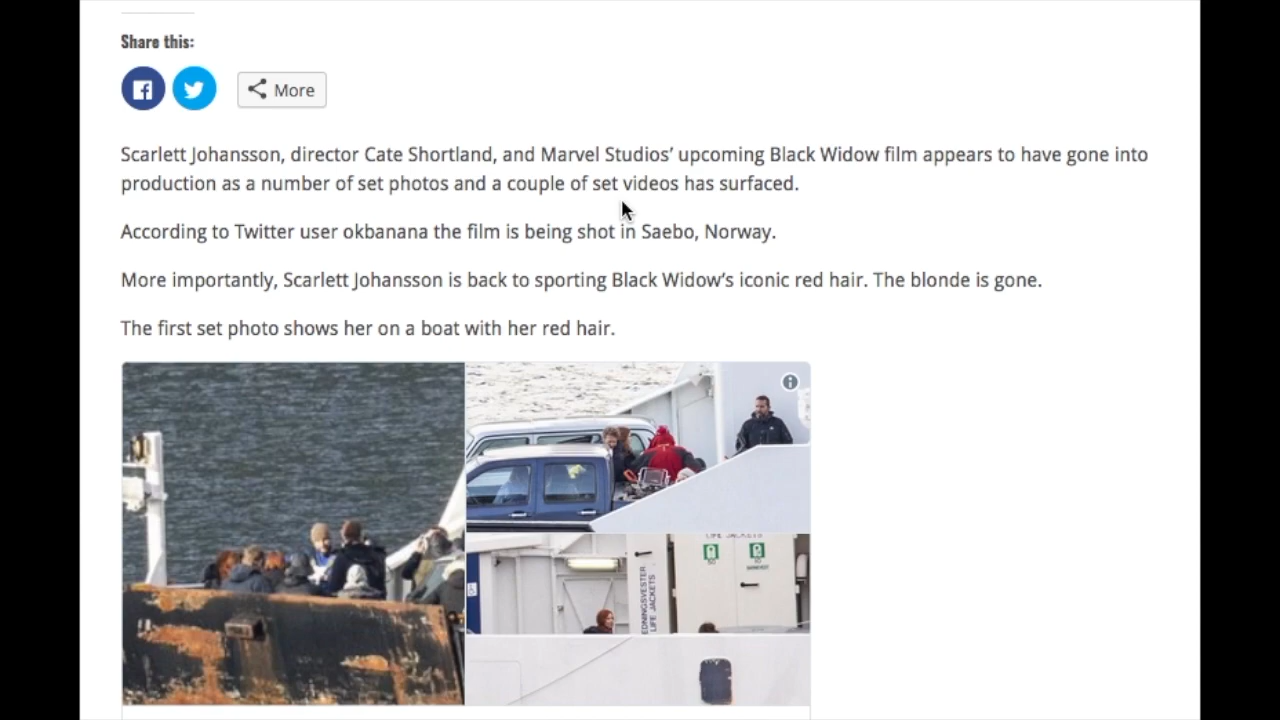 Share this:
More
Scarlett Johansson, director Cate Shortland, and Marvel Studios’ upcoming Black Widow film appears to have gone into
production as a number of set photos and a couple of set videos has surfaced.
According to Twitter user okbanana the film is being shot in Saebo, Norway.
More importantly, Scarlett Johansson is back to sporting Black Widow’s iconic red hair. The blonde is gone.
The first set photo shows her on a boat with her red hair.
LIFE JACKETS
LIFE JACKETS